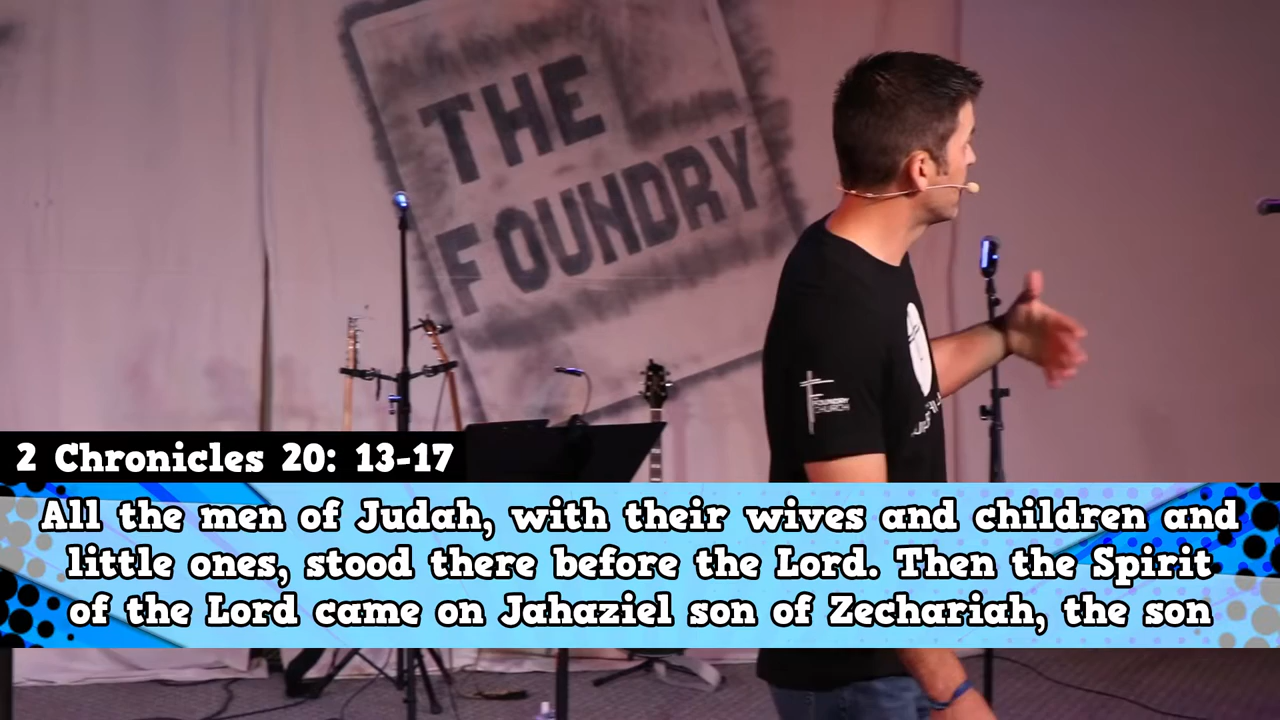 THE
FOUNDRY
FOUNDRY
CHURCH
2 Chronicles 20: 13-17
All the men of Judah, with their wives and children and
little ones, stood there before the Lord. Then the Spirit
of the Lord came on Jahaziel son of Zechariah, the son